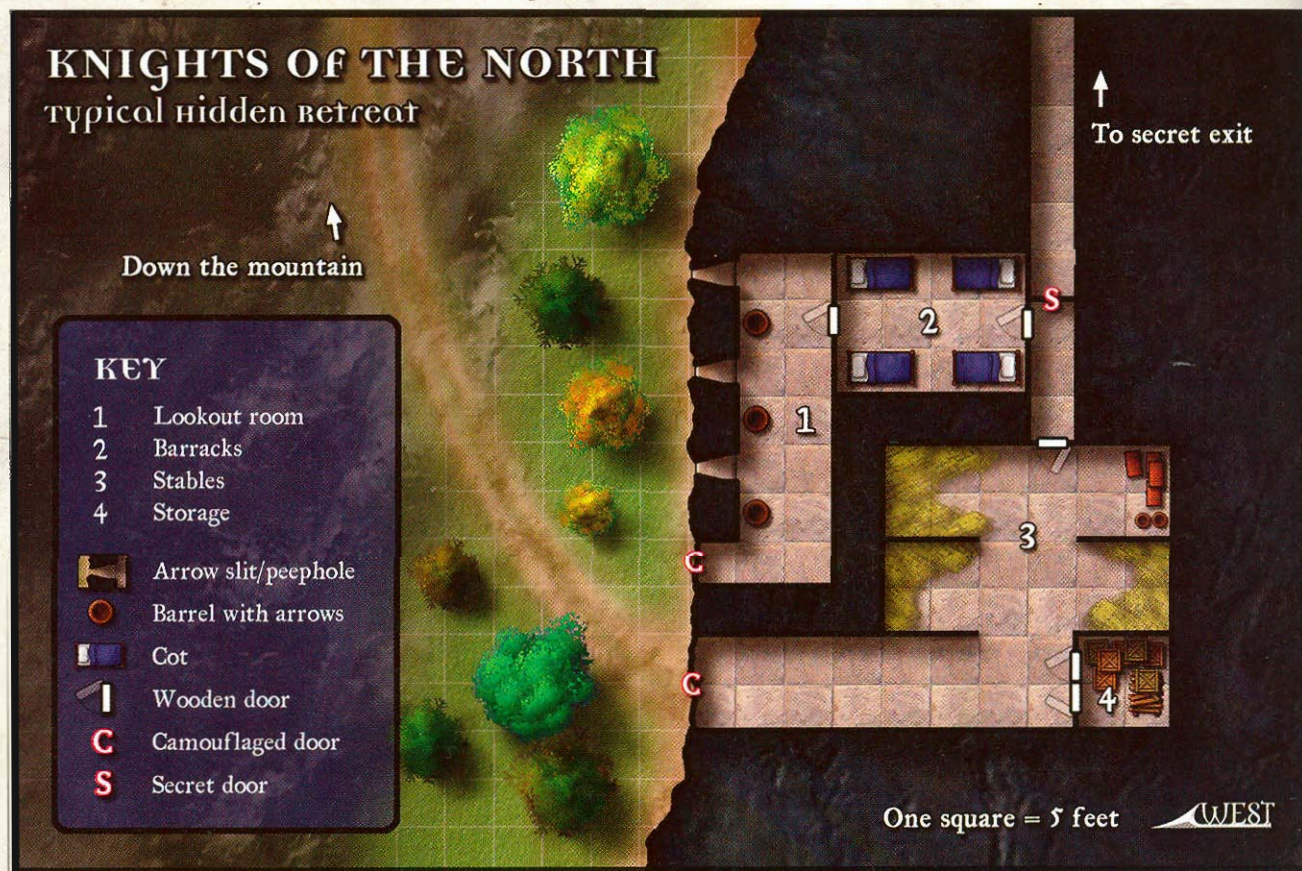 KNIGHTS OF THE NORTH
Typical Hidden Retreat
To secret exit
Down the mountain
KEY
1 Lookout room
2 Barracks
3 Stables
4 Storage
Arrow slit/peephole
Barrel with arrows
Cot
Wooden door
C Camouflaged door
S Secret door
S
2
1
3
C
C
4
One square = 5 feet
WEST